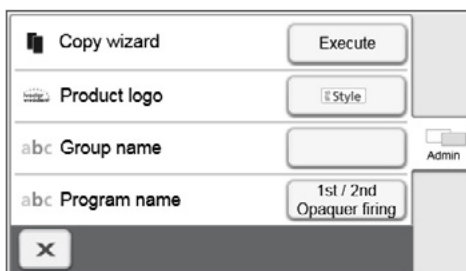 Copy wizard
Execute
Product logo
Style
abc Group name
Admin
abc Program name
1st / 2nd
Opaquer firing